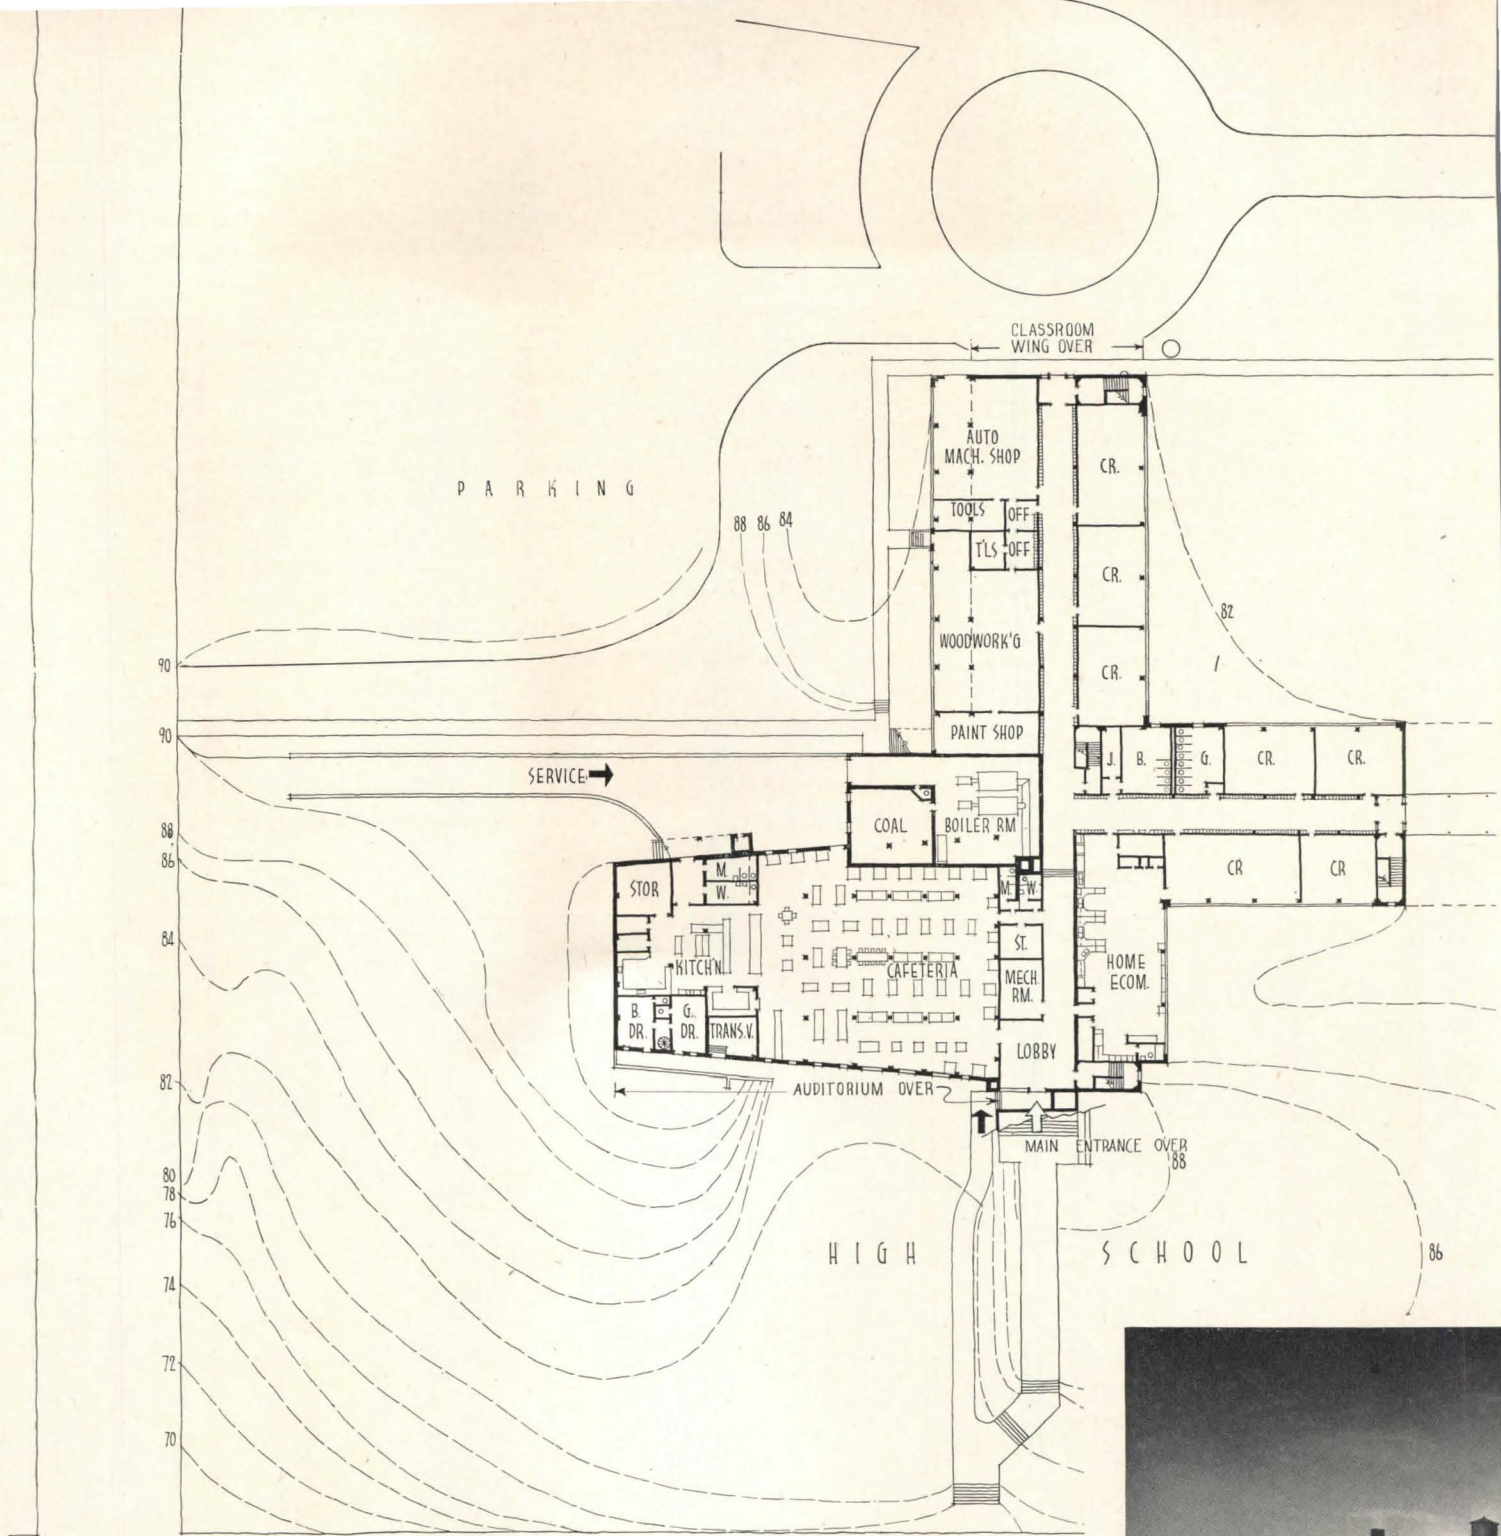 CLASSROOM
WING OVER
AUTO
MACH. SHOP
CR.
PARKING
TOOLS
OFF
88 86 84
T'LS
OFF
CR.
82
WOODWORK'G
90
CR.
PAINT SHOP
90
J.
B.
G.
CR.
CR.
SERVICE
COAL
BOILER RM
88
86
STOR
M.
W.
M.
W.
CR
CR
84
KITCH'N.
CAFETERIA
ST.
MECH.
RM.
HOME
ECOM.
B.
DR.
G.
DR.
TRANS.V.
LOBBY
82
AUDITORIUM OVER
MAIN ENTRANCE OVER
88
80
78
76
HIGH SCHOOL
86
74
72
70